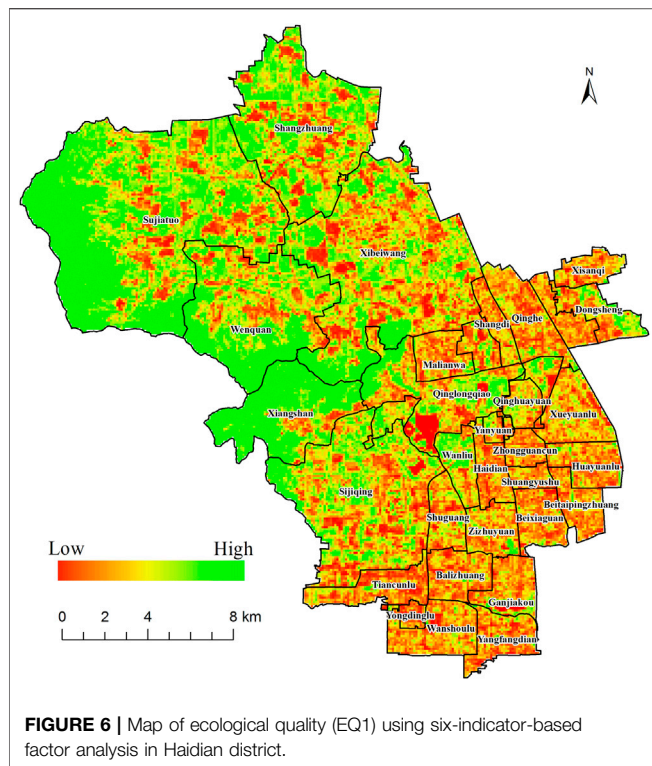 N
Shangzhuang
Sujiatuo
Xibeiwang
Xisanqi
Dongsheng
Qinghe
Shangdi
Wenquan
Malianwa
Qinglongqiao
Qinghuayuan
Xueyuanlu
Xiangshan
Yanyuan
Zhongguancun
Wanliu
Haidian
Huayuanlu
Shuangyushu
Sijiqing
Beitaipingzhuang
Shuguang
Beixiaguan
Zizhuyuan
Low High
Tiancunlu
Balizhuang
Ganjiakou
0 2 4 8 km
Yongdinglu
Wanshoulu
Yangfangdian
FIGURE 6 | Map of ecological quality (EQ1) using six-indicator-based
factor analysis in Haidian district.